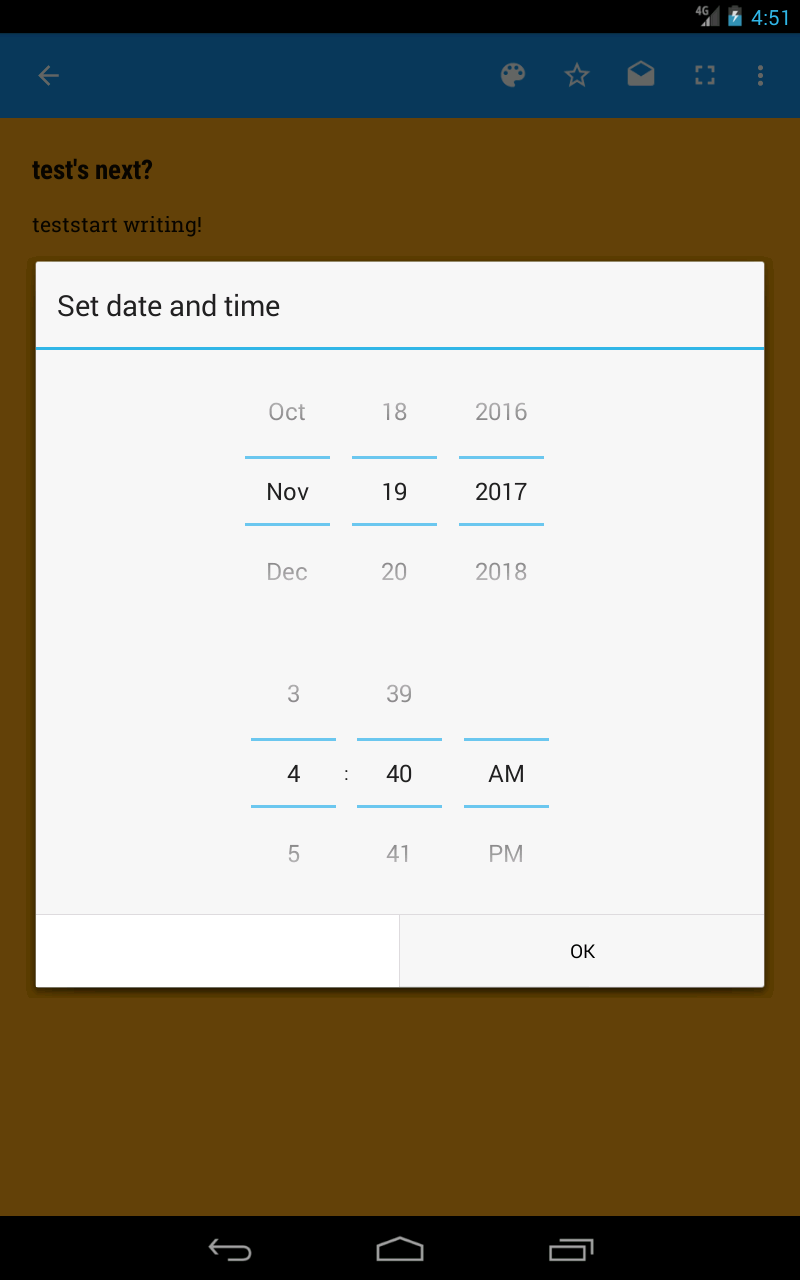 4G 4:51
test's next?
teststart writing!
Set date and time
Oct 18 2016
Nov 19 2017
Dec 20 2018
3 39
4 : 40 AM
5 41 PM
OK